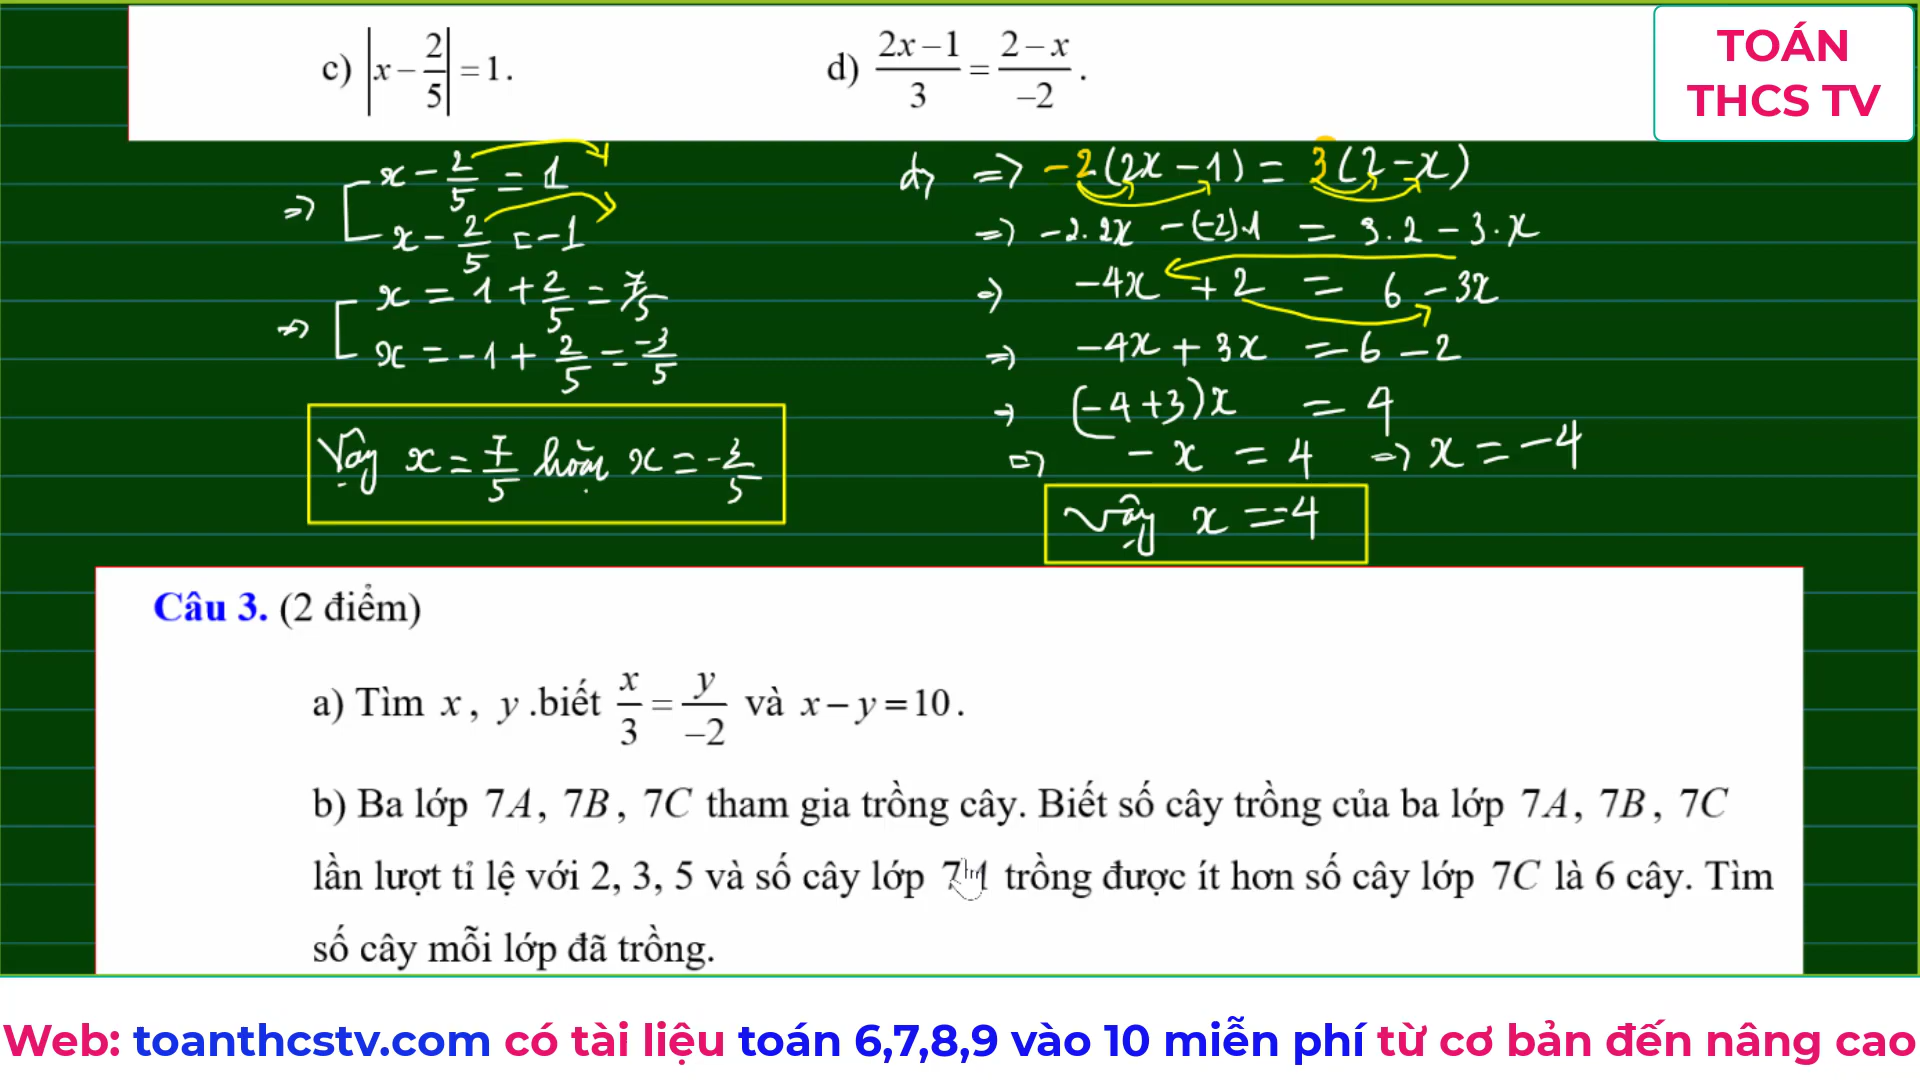 c) |x − 2/5| = 1.
d) (2x − 1)/3 = (2 − x)/−2.
TOÁN
THCS TV
=> [ x − 2/5 = 1
x − 2/5 = −1
=> [ x = 1 + 2/5 = 7/5
x = −1 + 2/5 = −3/5
Vậy x = 7/5 hoặc x = −3/5
d) => −2(2x − 1) = 3(2 − x)
=> −2.2x − (−2).1 = 3.2 − 3.x
=> −4x + 2 = 6 − 3x
=> −4x + 3x = 6 − 2
=> (−4 + 3)x = 4
=> − x = 4 => x = −4
Vậy x = −4
Câu 3. (2 điểm)
a) Tìm x, y .biết x/3 = y/−2 và x − y = 10.
b) Ba lớp 7A, 7B, 7C tham gia trồng cây. Biết số cây trồng của ba lớp 7A, 7B, 7C
lần lượt tỉ lệ với 2, 3, 5 và số cây lớp 7A trồng được ít hơn số cây lớp 7C là 6 cây. Tìm
số cây mỗi lớp đã trồng.
Web: toanthcstv.com có tài liệu toán 6,7,8,9 vào 10 miễn phí từ cơ bản đến nâng cao